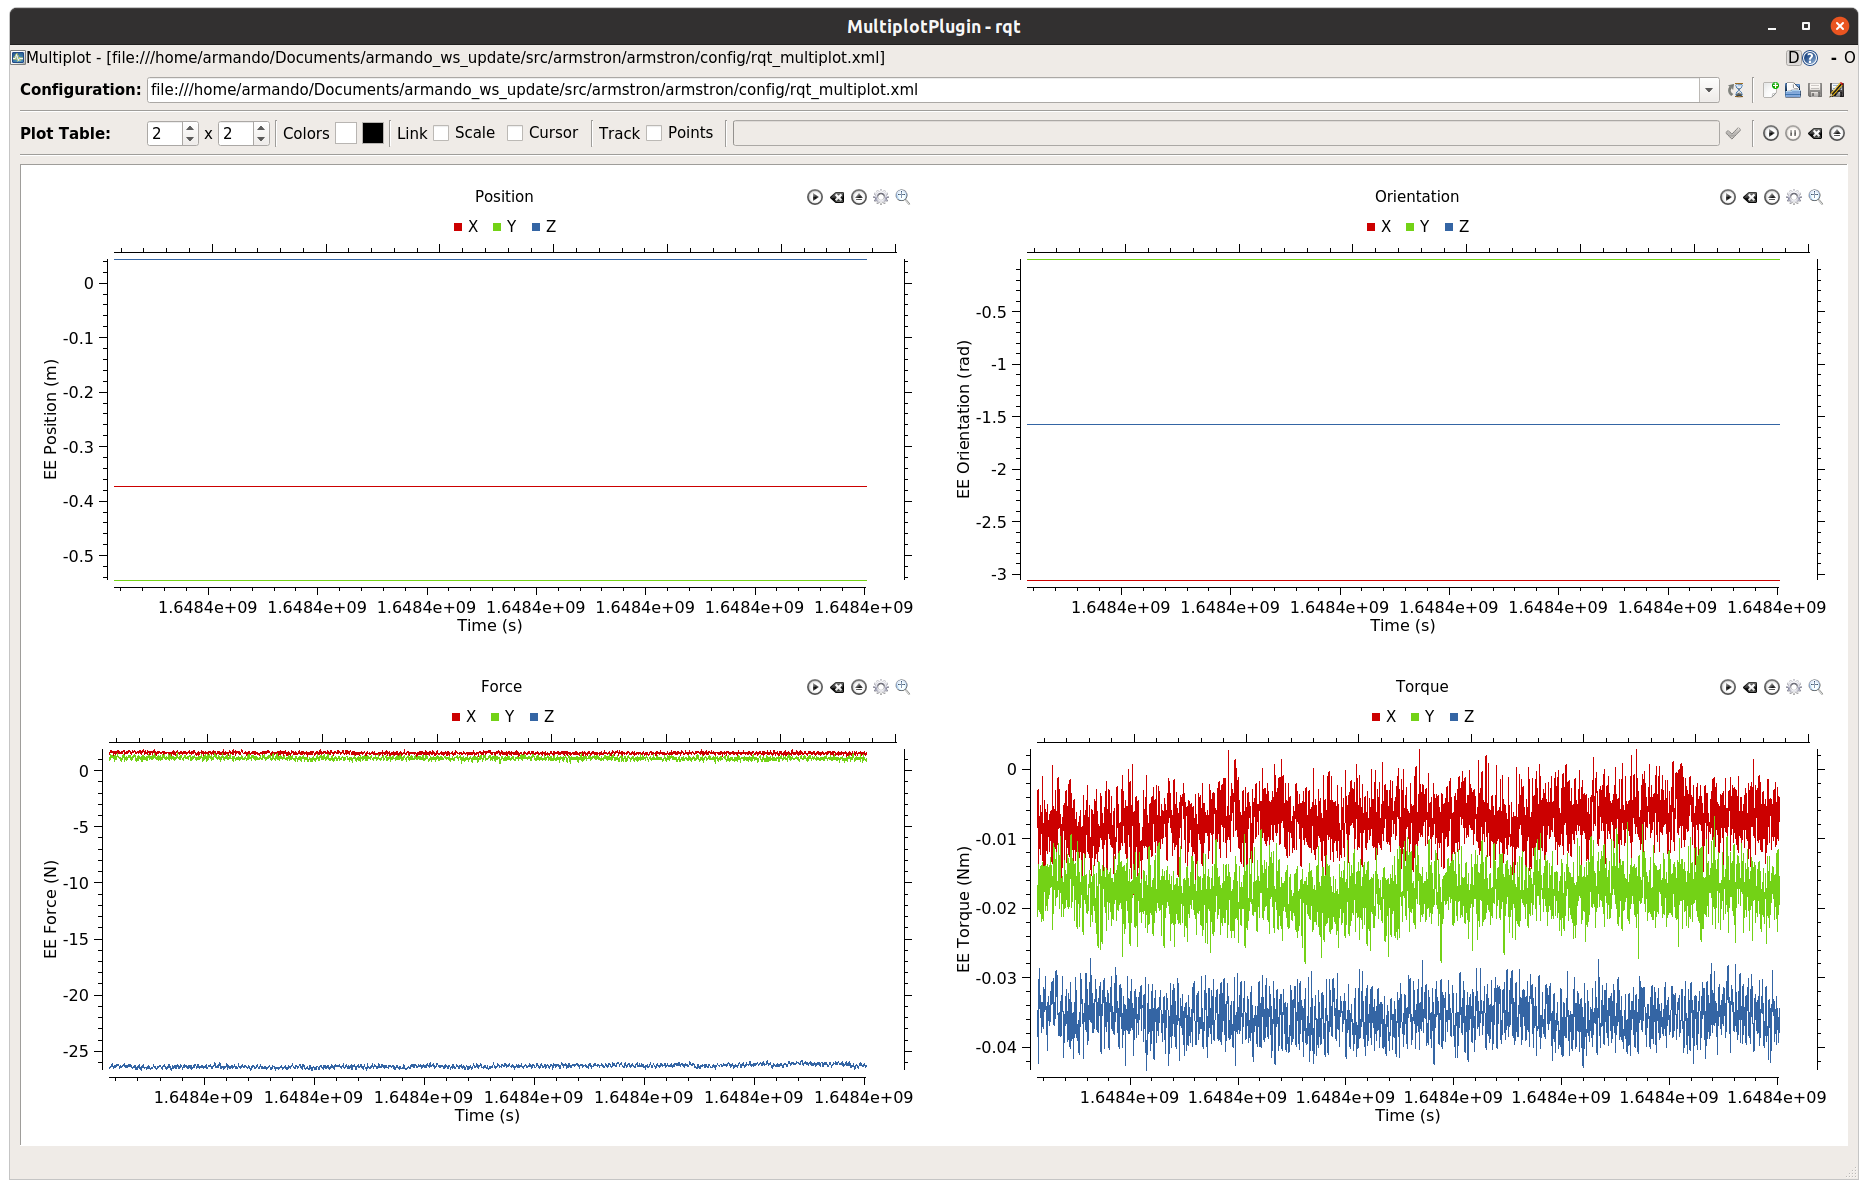 MultiplotPlugin - rqt
Multiplot - [file:///home/armando/Documents/armando_ws_update/src/armstron/armstron/config/rqt_multiplot.xml] D ? - O
Configuration: file:///home/armando/Documents/armando_ws_update/src/armstron/armstron/config/rqt_multiplot.xml
Plot Table: 2 x 2 Colors Link Scale Cursor Track Points
Position
X Y Z
0
-0.1
-0.2
-0.3
-0.4
-0.5
EE Position (m)
1.6484e+09 1.6484e+09 1.6484e+09 1.6484e+09 1.6484e+09 1.6484e+09 1.6484e+09
Time (s)
Orientation
X Y Z
-0.5
-1
-1.5
-2
-2.5
-3
EE Orientation (rad)
1.6484e+09 1.6484e+09 1.6484e+09 1.6484e+09 1.6484e+09 1.6484e+09 1.6484e+09
Time (s)
Force
X Y Z
0
-5
-10
-15
-20
-25
EE Force (N)
1.6484e+09 1.6484e+09 1.6484e+09 1.6484e+09 1.6484e+09 1.6484e+09 1.6484e+09
Time (s)
Torque
X Y Z
0
-0.01
-0.02
-0.03
-0.04
EE Torque (Nm)
1.6484e+09 1.6484e+09 1.6484e+09 1.6484e+09 1.6484e+09 1.6484e+09 1.6484e+09
Time (s)